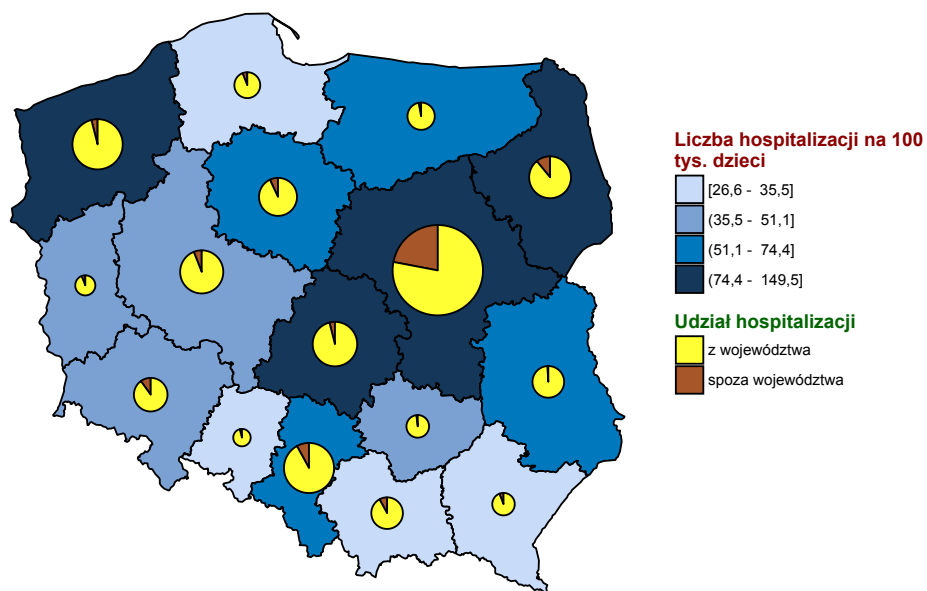 Liczba hospitalizacji na 100
tys. dzieci
[26,6 - 35,5]
(35,5 - 51,1]
(51,1 - 74,4]
(74,4 - 149,5]
Udział hospitalizacji
z województwa
spoza województwa